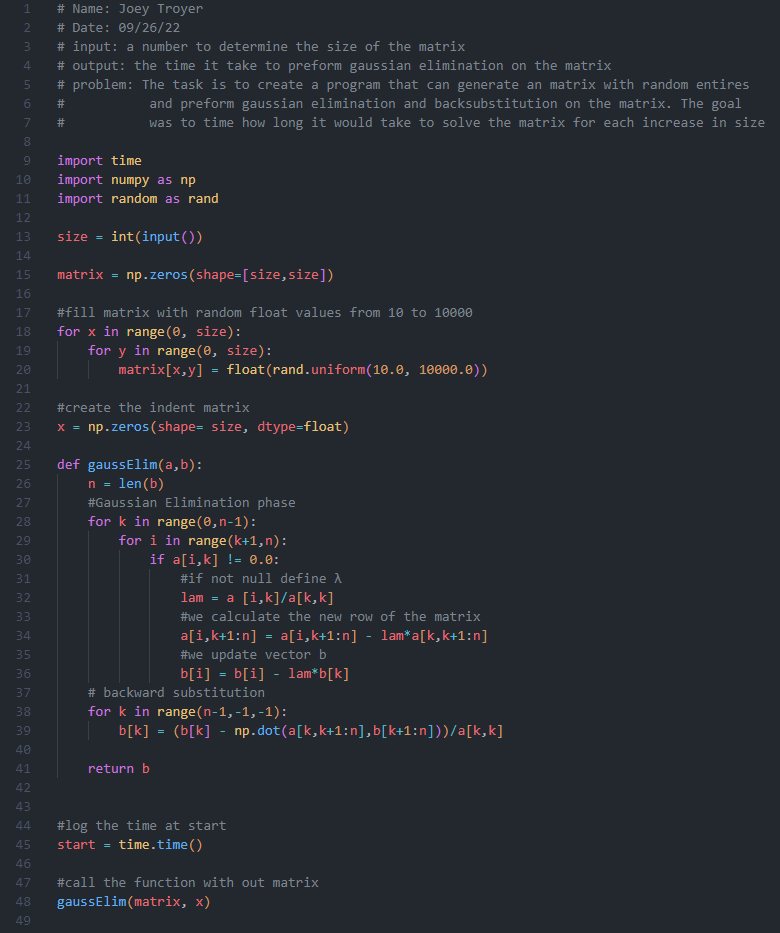 1 # Name: Joey Troyer
2 # Date: 09/26/22
3 # input: a number to determine the size of the matrix
4 # output: the time it take to preform gaussian elimination on the matrix
5 # problem: The task is to create a program that can generate an matrix with random entires
6 #           and preform gaussian elimination and backsubstitution on the matrix. The goal
7 #           was to time how long it would take to solve the matrix for each increase in size
8
9 import time
10 import numpy as np
11 import random as rand
12
13 size = int(input())
14
15 matrix = np.zeros(shape=[size,size])
16
17 #fill matrix with random float values from 10 to 10000
18 for x in range(0, size):
19     for y in range(0, size):
20         matrix[x,y] = float(rand.uniform(10.0, 10000.0))
21
22 #create the indent matrix
23 x = np.zeros(shape= size, dtype=float)
24
25 def gaussElim(a,b):
26     n = len(b)
27     #Gaussian Elimination phase
28     for k in range(0,n-1):
29         for i in range(k+1,n):
30             if a[i,k] != 0.0:
31                 #if not null define λ
32                 lam = a [i,k]/a[k,k]
33                 #we calculate the new row of the matrix
34                 a[i,k+1:n] = a[i,k+1:n] - lam*a[k,k+1:n]
35                 #we update vector b
36                 b[i] = b[i] - lam*b[k]
37     # backward substitution
38     for k in range(n-1,-1,-1):
39         b[k] = (b[k] - np.dot(a[k,k+1:n],b[k+1:n]))/a[k,k]
40
41     return b
42
43
44 #log the time at start
45 start = time.time()
46
47 #call the function with out matrix
48 gaussElim(matrix, x)
49